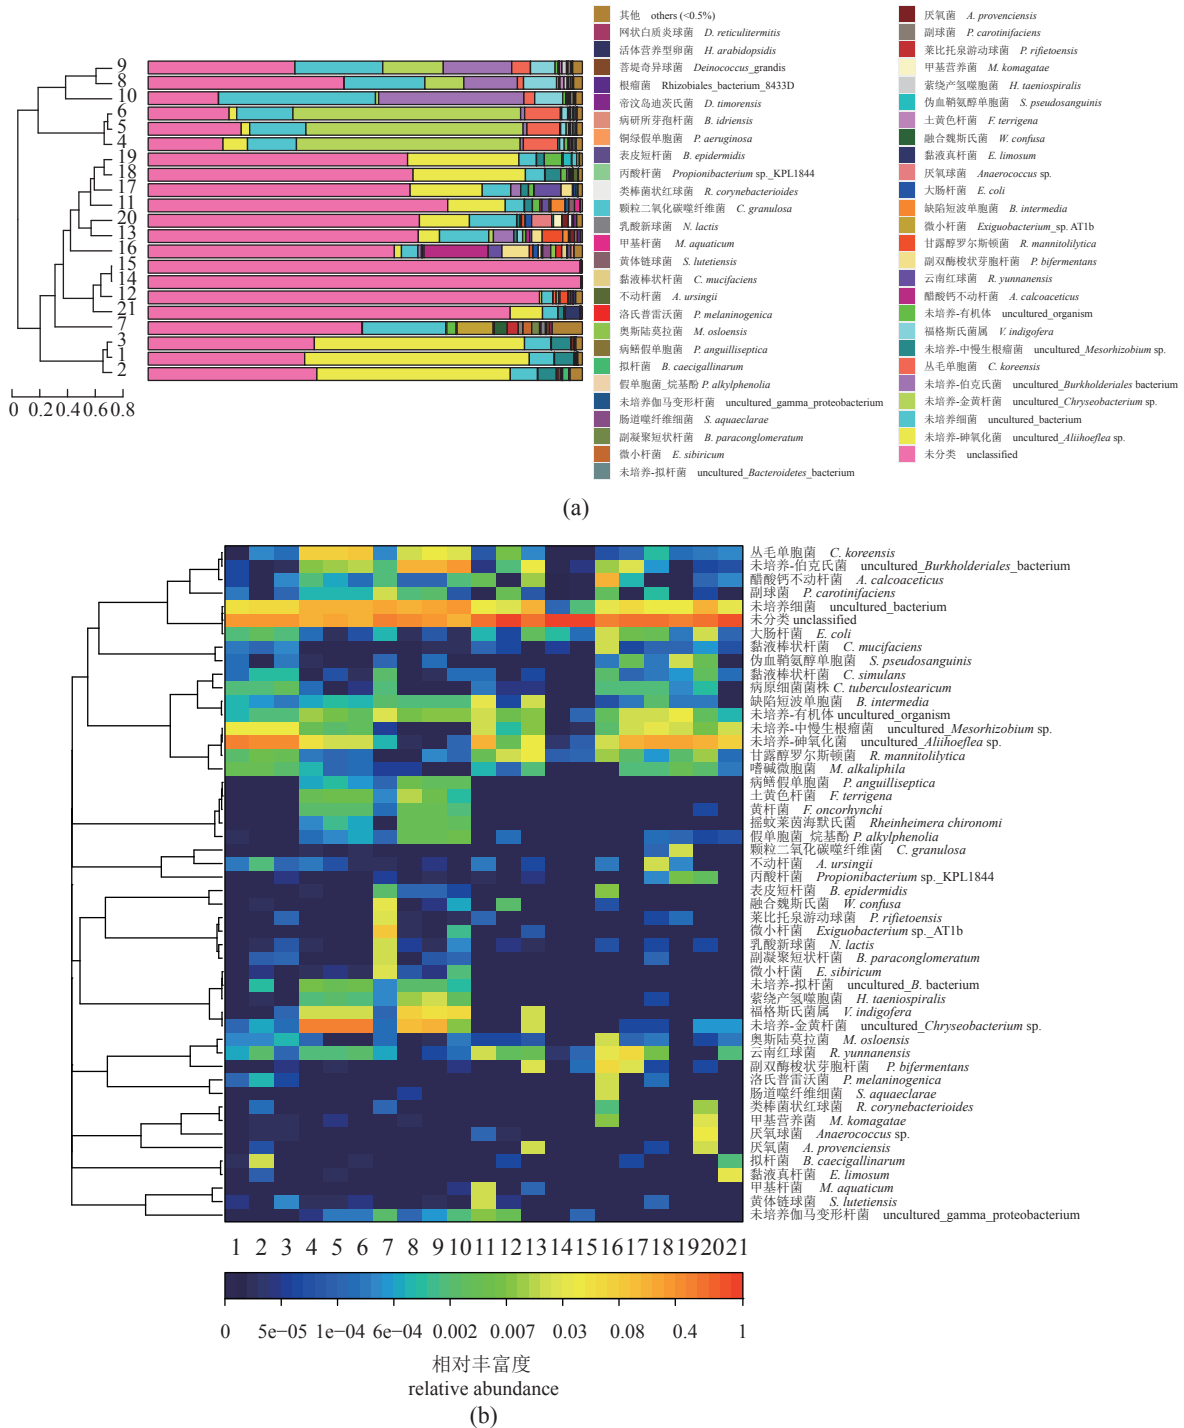 9
8
10
6
5
4
19
18
17
11
20
13
16
15
14
12
21
7
3
1
2
0 0.2 0.4 0.6 0.8
其他 others (<0.5%)
网状白质炎球菌 D. reticulitermitis
活体营养型卵菌 H. arabidopsidis
菩堤奇异球菌 Deinococcus_grandis
根瘤菌 Rhizobiales_bacterium_8433D
帝汶岛迪茨氏菌 D. timorensis
病研所芽孢杆菌 B. idriensis
铜绿假单胞菌 P. aeruginosa
表皮短杆菌 B. epidermidis
丙酸杆菌 Propionibacterium sp._KPL1844
类棒菌状红球菌 R. corynebacterioides
颗粒二氧化碳噬纤维菌 C. granulosa
乳酸新球菌 N. lactis
甲基杆菌 M. aquaticum
黄体链球菌 S. lutetiensis
黏液棒状杆菌 C. mucifaciens
不动杆菌 A. ursingii
洛氏普雷沃菌 P. melaninogenica
奥斯陆莫拉菌 M. osloensis
病鳝假单胞菌 P. anguilliseptica
拟杆菌 B. caecigallinarum
假单胞菌_烷基酚 P. alkylphenolia
未培养伽马变形杆菌 uncultured_gamma_proteobacterium
肠道噬纤维细菌 S. aquaeclarae
副凝聚短状杆菌 B. paraconglomeratum
微小杆菌 E. sibiricum
未培养-拟杆菌 uncultured_Bacteroidetes_bacterium
厌氧菌 A. provenciensis
副球菌 P. carotinifaciens
莱比托泉游动球菌 P. rifietoensis
甲基营养菌 M. komagatae
萦绕产氢噬胞菌 H. taeniospiralis
伪血鞘氨醇单胞菌 S. pseudosanguinis
土黄色杆菌 F. terrigena
融合魏斯氏菌 W. confusa
黏液真杆菌 E. limosum
厌氧球菌 Anaerococcus sp.
大肠杆菌 E. coli
缺陷短波单胞菌 B. intermedia
微小杆菌 Exiguobacterium_sp. AT1b
甘露醇罗尔斯顿菌 R. mannitolilytica
副双酶梭状芽胞杆菌 P. bifermentans
云南红球菌 R. yunnanensis
醋酸钙不动杆菌 A. calcoaceticus
未培养-有机体 uncultured_organism
福格斯氏菌属 V. indigofera
未培养-中慢生根瘤菌 uncultured_Mesorhizobium sp.
丛毛单胞菌 C. koreensis
未培养-伯克氏菌 uncultured_Burkholderiales bacterium
未培养-金黄杆菌 uncultured_Chryseobacterium sp.
未培养细菌 uncultured_bacterium
未培养-砷氧化菌 uncultured_Aliihoeflea sp.
未分类 unclassified
(a)
丛毛单胞菌 C. koreensis
未培养-伯克氏菌 uncultured_Burkholderiales_bacterium
醋酸钙不动杆菌 A. calcoaceticus
副球菌 P. carotinifaciens
未培养细菌 uncultured_bacterium
未分类 unclassified
大肠杆菌 E. coli
黏液棒状杆菌 C. mucifaciens
伪血鞘氨醇单胞菌 S. pseudosanguinis
黏液棒状杆菌 C. simulans
病原细菌菌株 C. tuberculostearicum
缺陷短波单胞菌 B. intermedia
未培养-有机体 uncultured_organism
未培养-中慢生根瘤菌 uncultured_Mesorhizobium sp.
未培养-砷氧化菌 uncultured_Aliihoeflea sp.
甘露醇罗尔斯顿菌 R. mannitolilytica
嗜碱微胞菌 M. alkaliphila
病鳝假单胞菌 P. anguilliseptica
土黄色杆菌 F. terrigena
黄杆菌 F. oncorhynchi
摇蚊莱茵海默氏菌 Rheinheimera chironomi
假单胞菌_烷基酚 P. alkylphenolia
颗粒二氧化碳噬纤维菌 C. granulosa
不动杆菌 A. ursingii
丙酸杆菌 Propionibacterium sp._KPL1844
表皮短杆菌 B. epidermidis
融合魏斯氏菌 W. confusa
莱比托泉游动球菌 P. rifietoensis
微小杆菌 Exiguobacterium sp._AT1b
乳酸新球菌 N. lactis
副凝聚短状杆菌 B. paraconglomeratum
微小杆菌 E. sibiricum
未培养-拟杆菌 uncultured_B. bacterium
萦绕产氢噬胞菌 H. taeniospiralis
福格斯氏菌属 V. indigofera
未培养-金黄杆菌 uncultured_Chryseobacterium sp.
奥斯陆莫拉菌 M. osloensis
云南红球菌 R. yunnanensis
副双酶梭状芽胞杆菌 P. bifermentans
洛氏普雷沃菌 P. melaninogenica
肠道噬纤维细菌 S. aquaeclarae
类棒菌状红球菌 R. corynebacterioides
甲基营养菌 M. komagatae
厌氧球菌 Anaerococcus sp.
厌氧菌 A. provenciensis
拟杆菌 B. caecigallinarum
黏液真杆菌 E. limosum
甲基杆菌 M. aquaticum
黄体链球菌 S. lutetiensis
未培养伽马变形杆菌 uncultured_gamma_proteobacterium
1 2 3 4 5 6 7 8 9 10 11 12 13 14 15 16 17 18 19 20 21
0 5e−05 1e−04 6e−04 0.002 0.007 0.03 0.08 0.4 1
相对丰富度
relative abundance
(b)